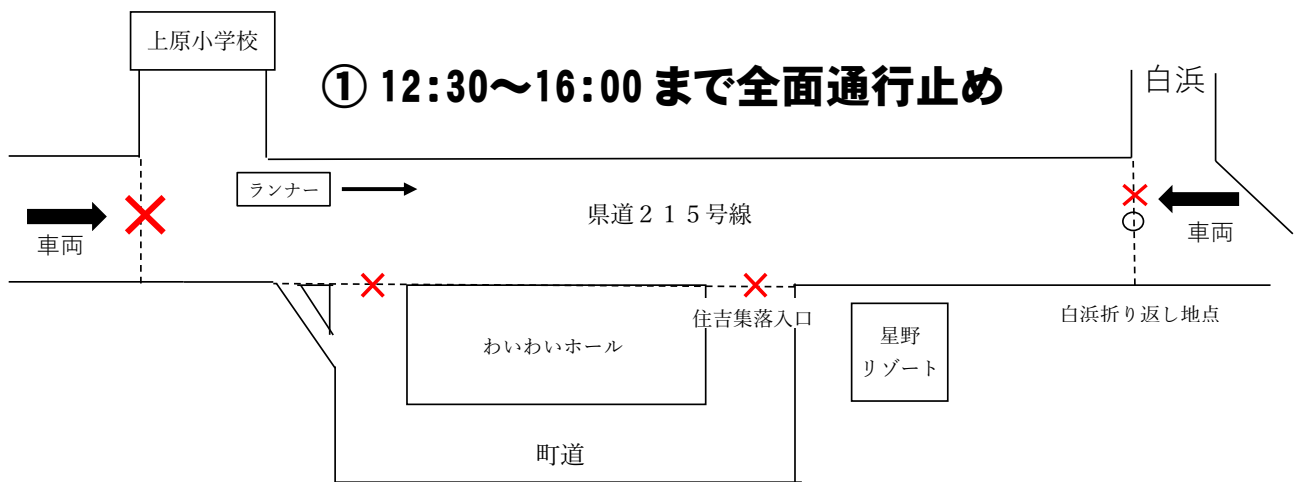 上原小学校
① 12:30～16:00 まで全面通行止め
白浜
ランナー
県道２１５号線
車両
車両
住吉集落入口
白浜折り返し地点
わいわいホール
星野
リゾート
町道